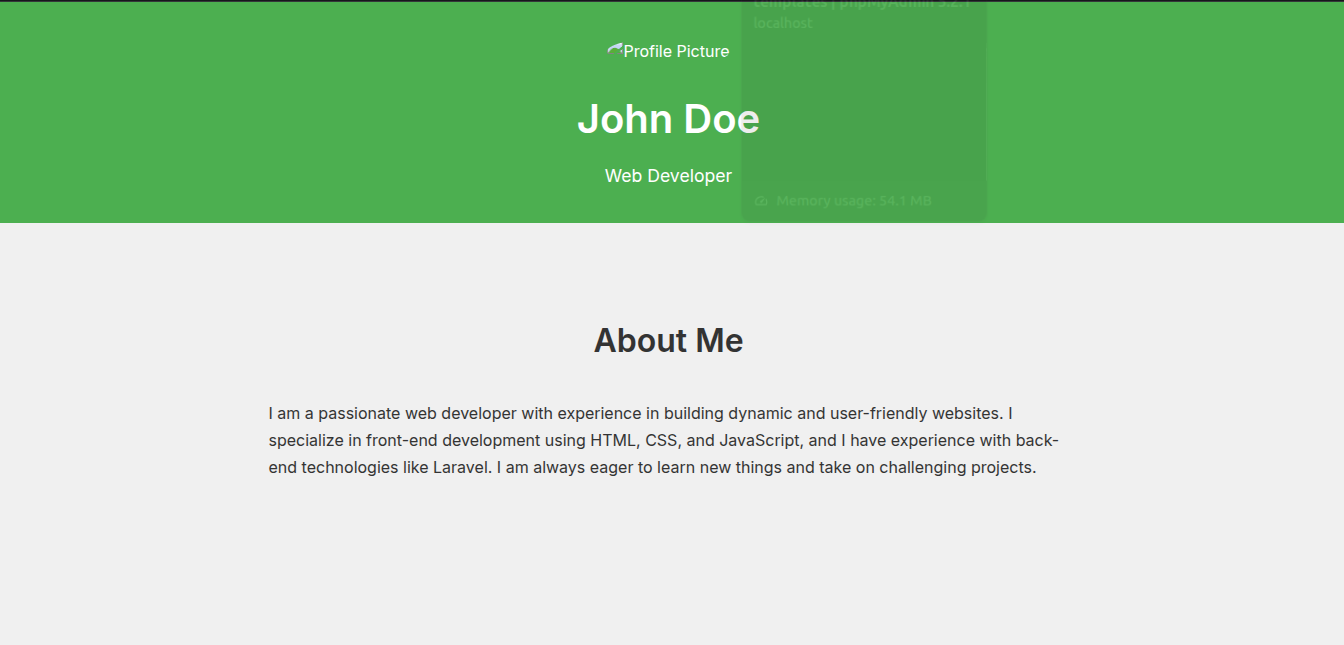 templates | phpMyAdmin 5.2.1
localhost
Profile Picture
John Doe
Web Developer
Memory usage: 54.1 MB
About Me
I am a passionate web developer with experience in building dynamic and user-friendly websites. I
specialize in front-end development using HTML, CSS, and JavaScript, and I have experience with back-
end technologies like Laravel. I am always eager to learn new things and take on challenging projects.